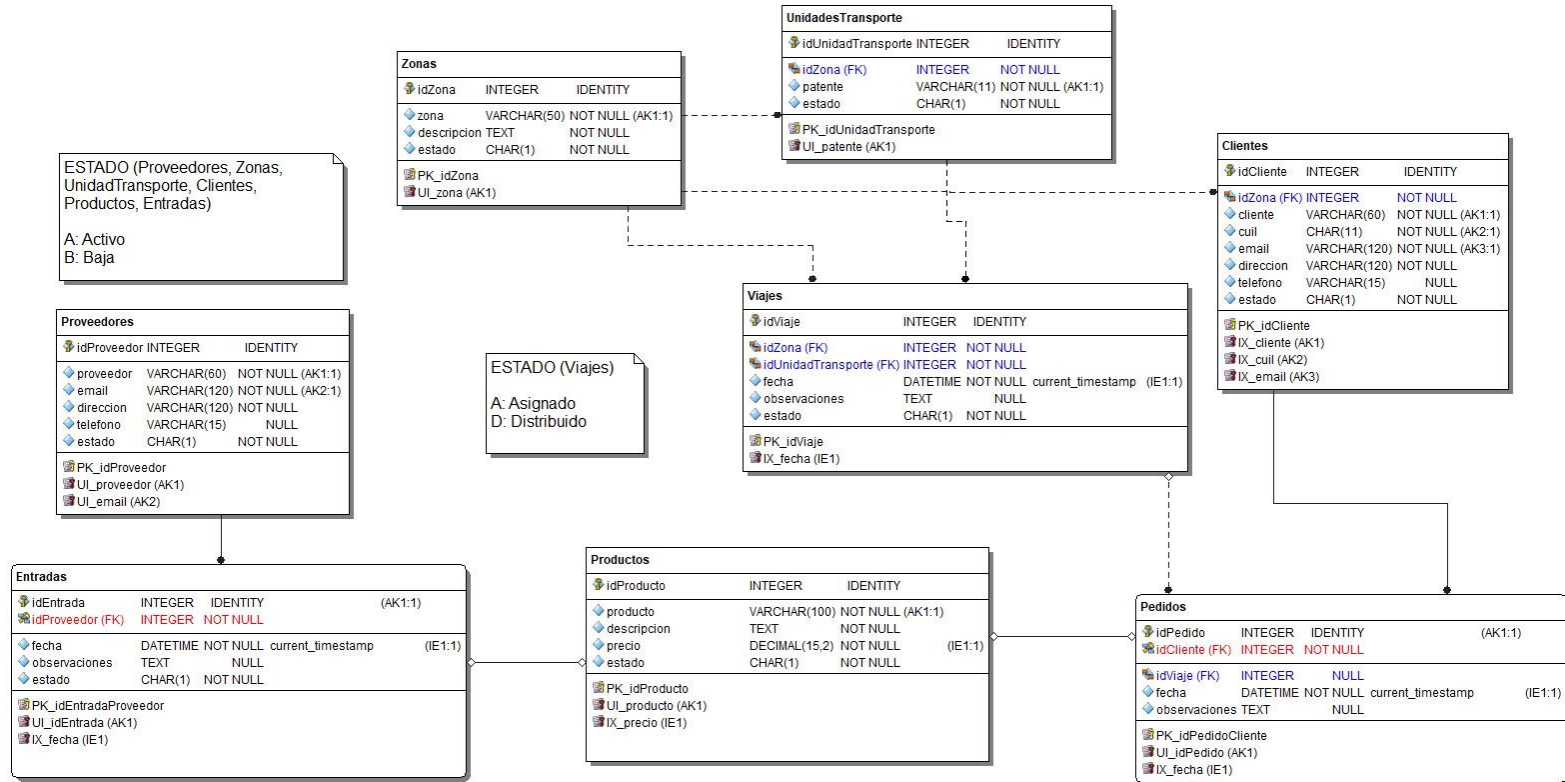 UnidadesTransporte
idUnidadTransporte INTEGER IDENTITY
idZona (FK) INTEGER NOT NULL
patente VARCHAR(11) NOT NULL (AK1:1)
estado CHAR(1) NOT NULL
PK_idUnidadTransporte
UI_patente (AK1)
Zonas
idZona INTEGER IDENTITY
zona VARCHAR(50) NOT NULL (AK1:1)
descripcion TEXT NOT NULL
estado CHAR(1) NOT NULL
PK_idZona
UI_zona (AK1)
Clientes
idCliente INTEGER IDENTITY
idZona (FK) INTEGER NOT NULL
cliente VARCHAR(60) NOT NULL (AK1:1)
cuil CHAR(11) NOT NULL (AK2:1)
email VARCHAR(120) NOT NULL (AK3:1)
direccion VARCHAR(120) NOT NULL
telefono VARCHAR(15) NULL
estado CHAR(1) NOT NULL
PK_idCliente
IX_cliente (AK1)
IX_cuil (AK2)
IX_email (AK3)
ESTADO (Proveedores, Zonas,
UnidadTransporte, Clientes,
Productos, Entradas)
A: Activo
B: Baja
Viajes
idViaje INTEGER IDENTITY
idZona (FK) INTEGER NOT NULL
idUnidadTransporte (FK) INTEGER NOT NULL
fecha DATETIME NOT NULL current_timestamp (IE1:1)
observaciones TEXT NULL
estado CHAR(1) NOT NULL
PK_idViaje
IX_fecha (IE1)
Proveedores
idProveedor INTEGER IDENTITY
proveedor VARCHAR(60) NOT NULL (AK1:1)
email VARCHAR(120) NOT NULL (AK2:1)
direccion VARCHAR(120) NOT NULL
telefono VARCHAR(15) NULL
estado CHAR(1) NOT NULL
PK_idProveedor
UI_proveedor (AK1)
UI_email (AK2)
ESTADO (Viajes)
A: Asignado
D: Distribuido
Entradas
idEntrada INTEGER IDENTITY (AK1:1)
idProveedor (FK) INTEGER NOT NULL
fecha DATETIME NOT NULL current_timestamp (IE1:1)
observaciones TEXT NULL
estado CHAR(1) NOT NULL
PK_idEntradaProveedor
UI_idEntrada (AK1)
IX_fecha (IE1)
Productos
idProducto INTEGER IDENTITY
producto VARCHAR(100) NOT NULL (AK1:1)
descripcion TEXT NOT NULL
precio DECIMAL(15,2) NOT NULL (IE1:1)
estado CHAR(1) NOT NULL
PK_idProducto
UI_producto (AK1)
IX_precio (IE1)
Pedidos
idPedido INTEGER IDENTITY (AK1:1)
idCliente (FK) INTEGER NOT NULL
idViaje (FK) INTEGER NULL
fecha DATETIME NOT NULL current_timestamp (IE1:1)
observaciones TEXT NULL
PK_idPedidoCliente
UI_idPedido (AK1)
IX_fecha (IE1)